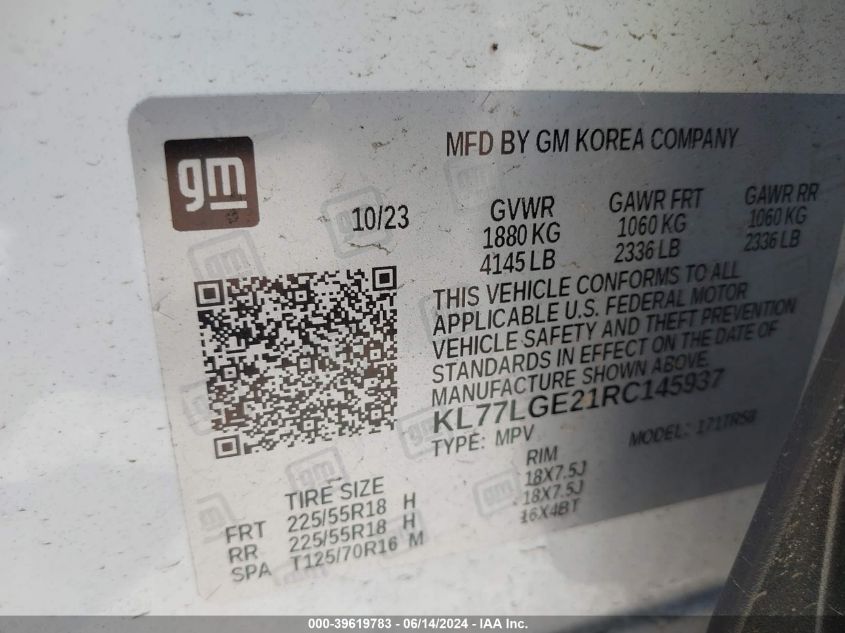 gm
MFD BY GM KOREA COMPANY
10/23
GVWR GAWR FRT GAWR RR
1880 KG 1060 KG 1060 KG
4145 LB 2336 LB 2336 LB
THIS VEHICLE CONFORMS TO ALL
APPLICABLE U.S. FEDERAL MOTOR
VEHICLE SAFETY AND THEFT PREVENTION
STANDARDS IN EFFECT ON THE DATE OF
MANUFACTURE SHOWN ABOVE.
KL77LGE21RC145937
TYPE: MPV MODEL: 1TR58
TIRE SIZE RIM
FRT 225/55R18 H 18X7.5J
RR 225/55R18 H 18X7.5J
SPA T125/70R16 M 16X4BT
000-39619783 - 06/14/2024 - IAA Inc.